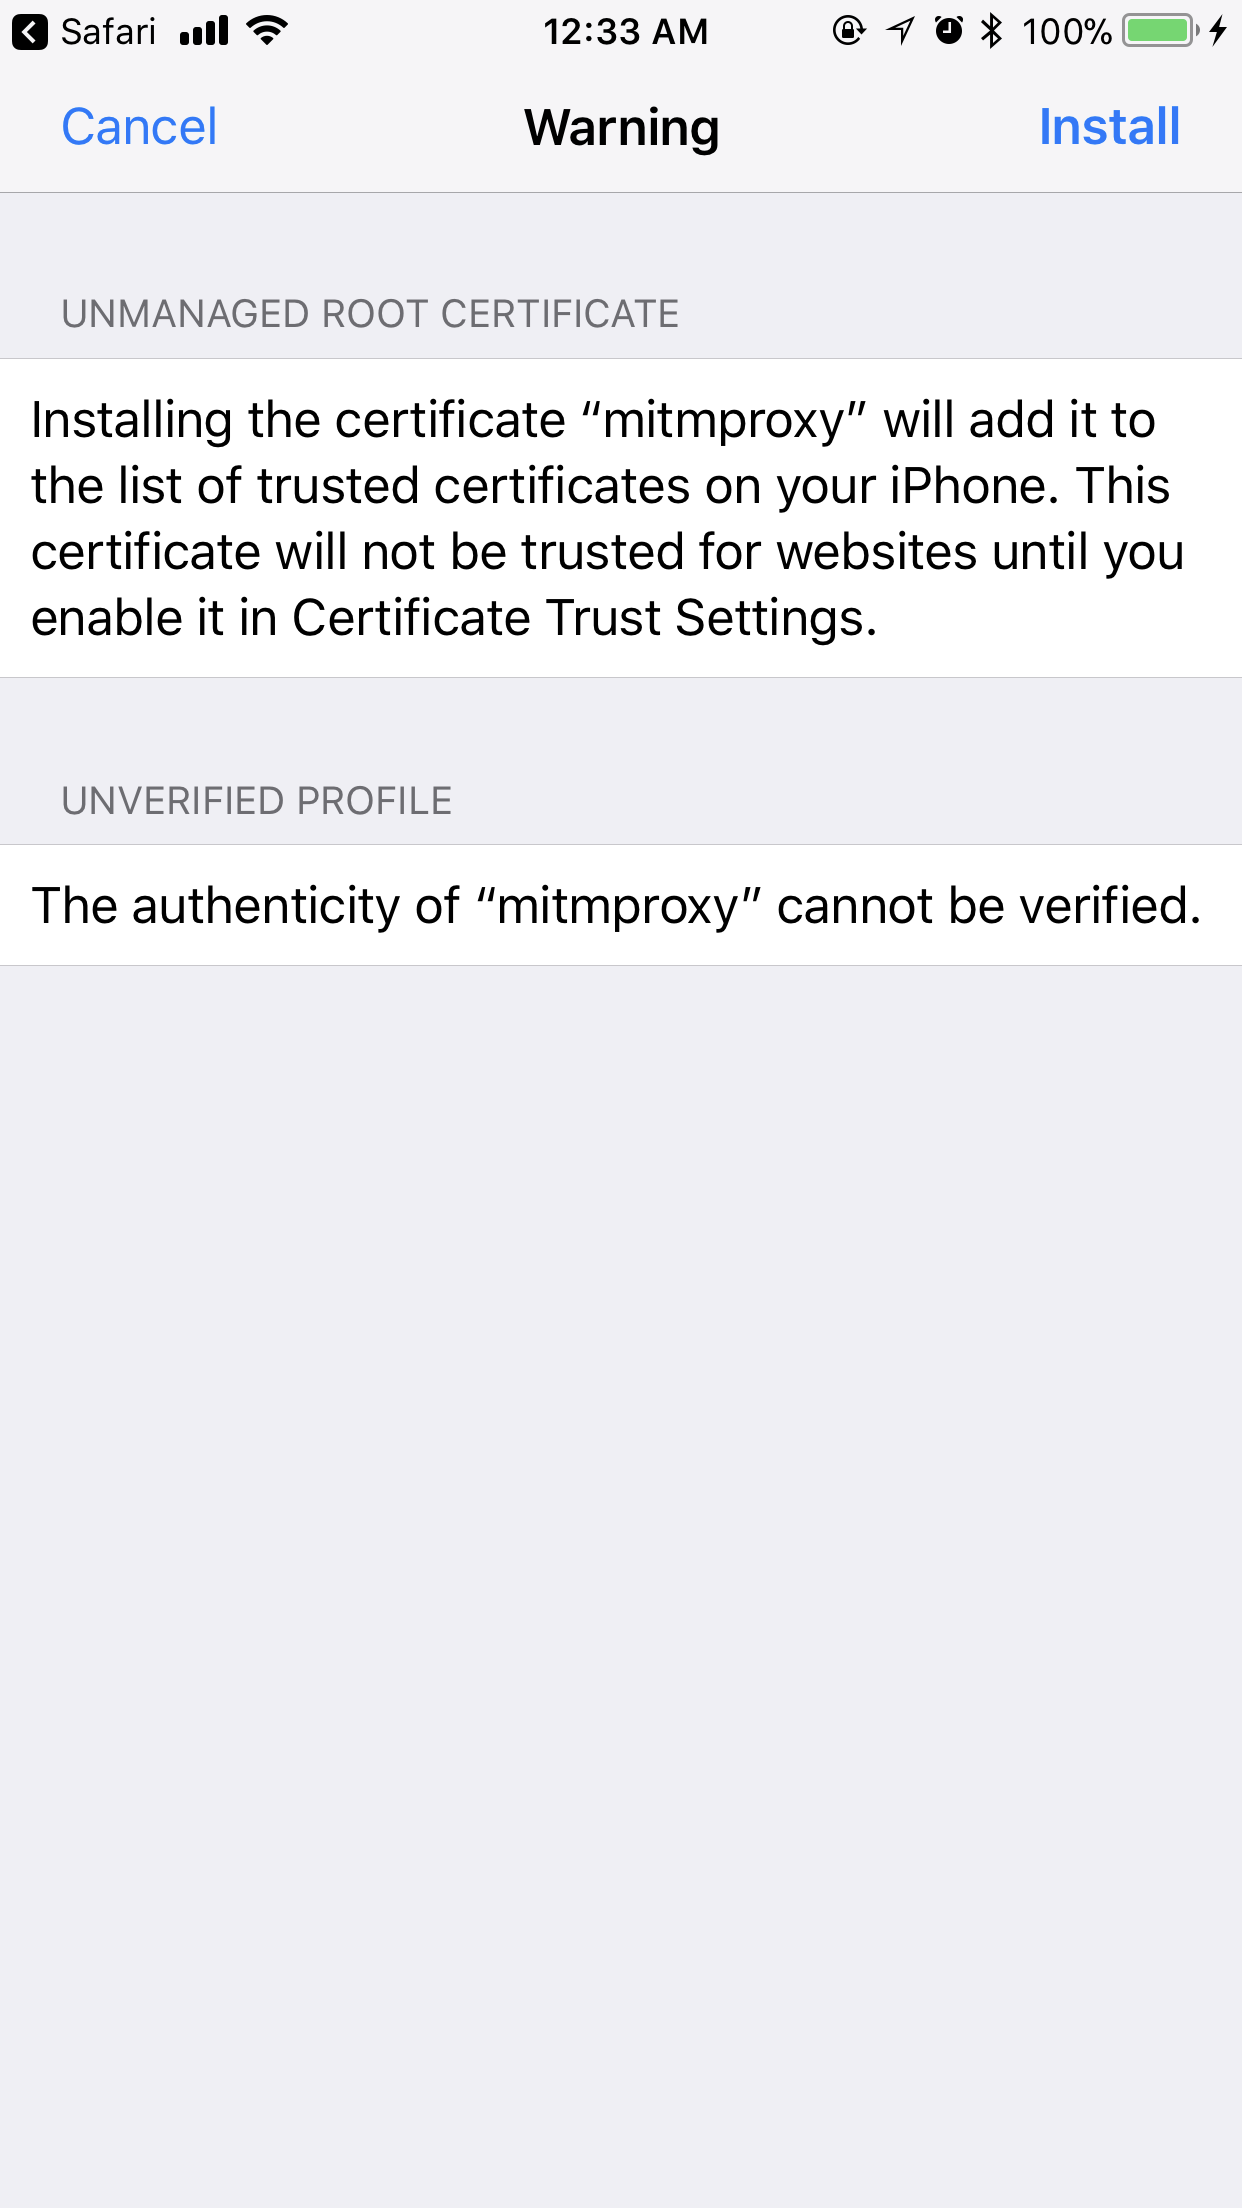 Safari 12:33 AM 100%
Cancel Warning Install
UNMANAGED ROOT CERTIFICATE
Installing the certificate “mitmproxy” will add it to
the list of trusted certificates on your iPhone. This
certificate will not be trusted for websites until you
enable it in Certificate Trust Settings.
UNVERIFIED PROFILE
The authenticity of “mitmproxy” cannot be verified.